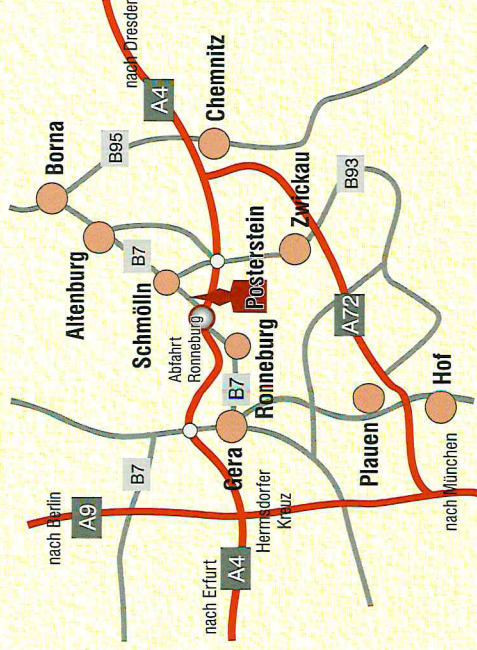 nach Dresden
A4
Chemnitz
Borna
B95
Altenburg
B7
Schmölln
Zwickau
B93
Posterstein
Abfahrt
Ronneburg
A72
Ronneburg
B7
Gera
Plauen
Hof
B7
nach Berlin
A9
Hermsdorfer
Kreuz
nach München
nach Erfurt
A4